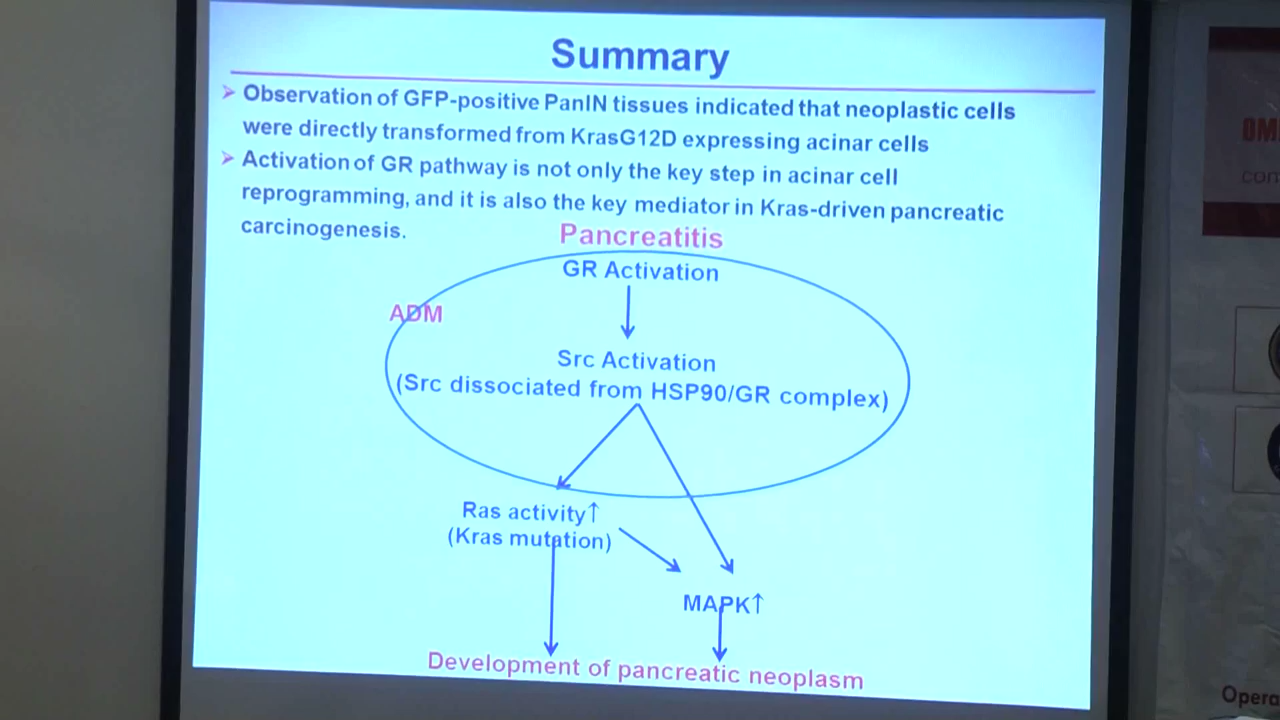 Summary
➢ Observation of GFP-positive PanIN tissues indicated that neoplastic cells
were directly transformed from KrasG12D expressing acinar cells
➢ Activation of GR pathway is not only the key step in acinar cell
reprogramming, and it is also the key mediator in Kras-driven pancreatic
carcinogenesis.
Pancreatitis
GR Activation
ADM
Src Activation
(Src dissociated from HSP90/GR complex)
Ras activity↑
(Kras mutation)
MAPK↑
Development of pancreatic neoplasm